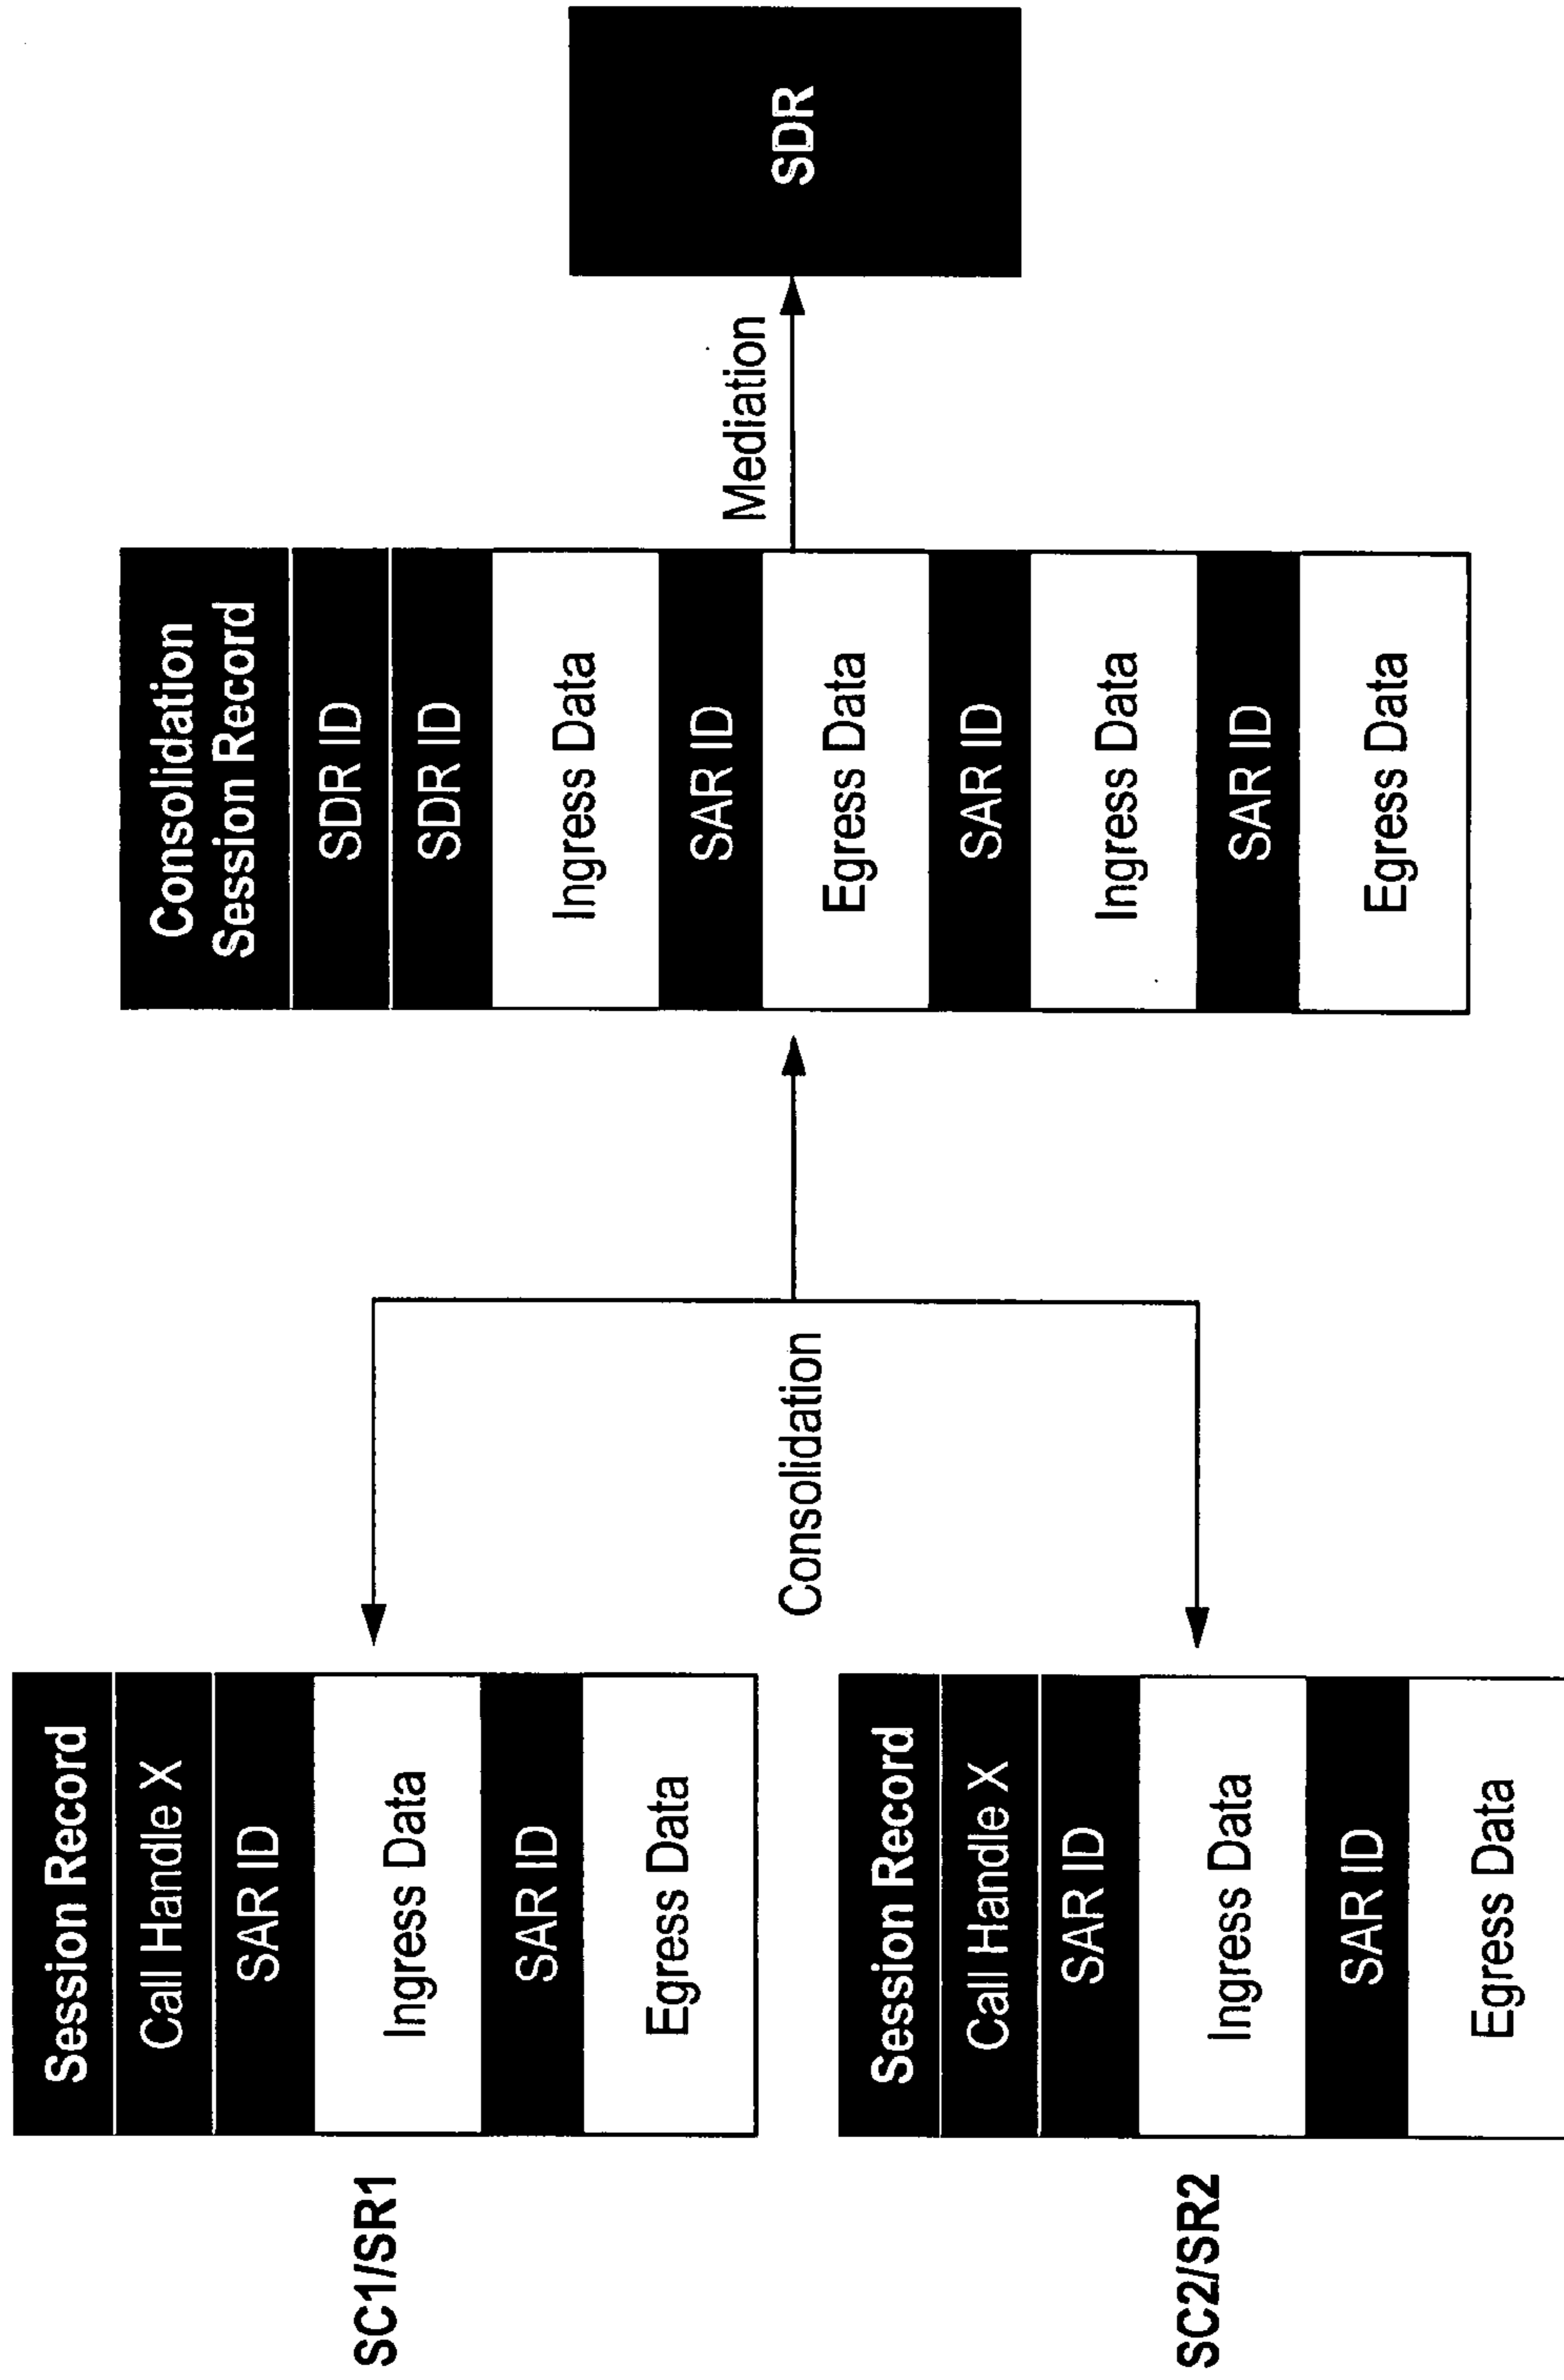 SC1/SR1
Session Record
Call Handle X
SAR ID
Ingress Data
SAR ID
Egress Data
SC2/SR2
Session Record
Call Handle X
SAR ID
Ingress Data
SAR ID
Egress Data
Consolidation
Consolidation
Session Record
SDR ID
SDR ID
Ingress Data
SAR ID
Egress Data
SAR ID
Ingress Data
SAR ID
Egress Data
Mediation
SDR